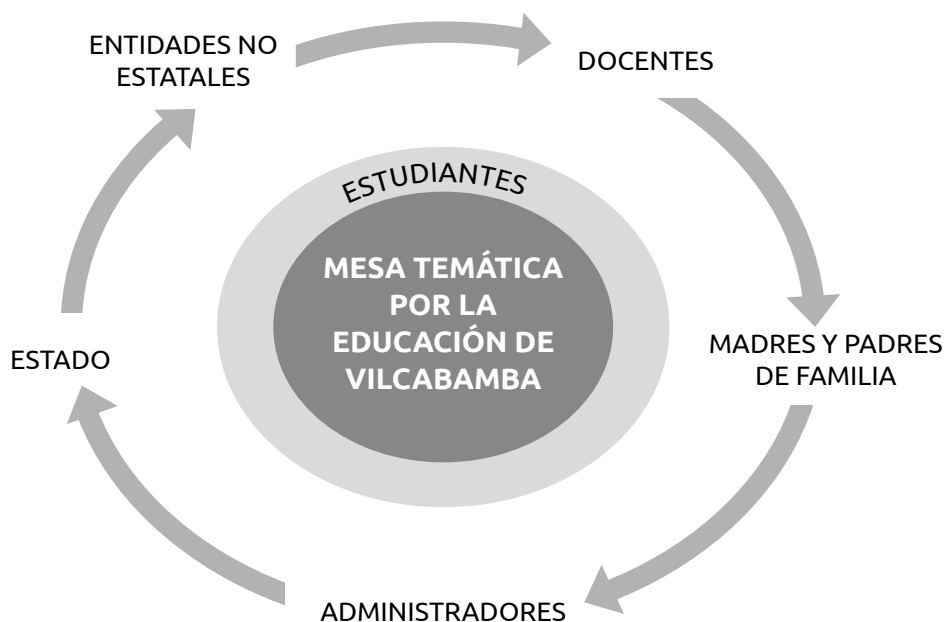 ENTIDADES NO
ESTATALES
DOCENTES
ESTUDIANTES
MESA TEMÁTICA
POR LA
EDUCACIÓN DE
VILCABAMBA
ESTADO
MADRES Y PADRES
DE FAMILIA
ADMINISTRADORES